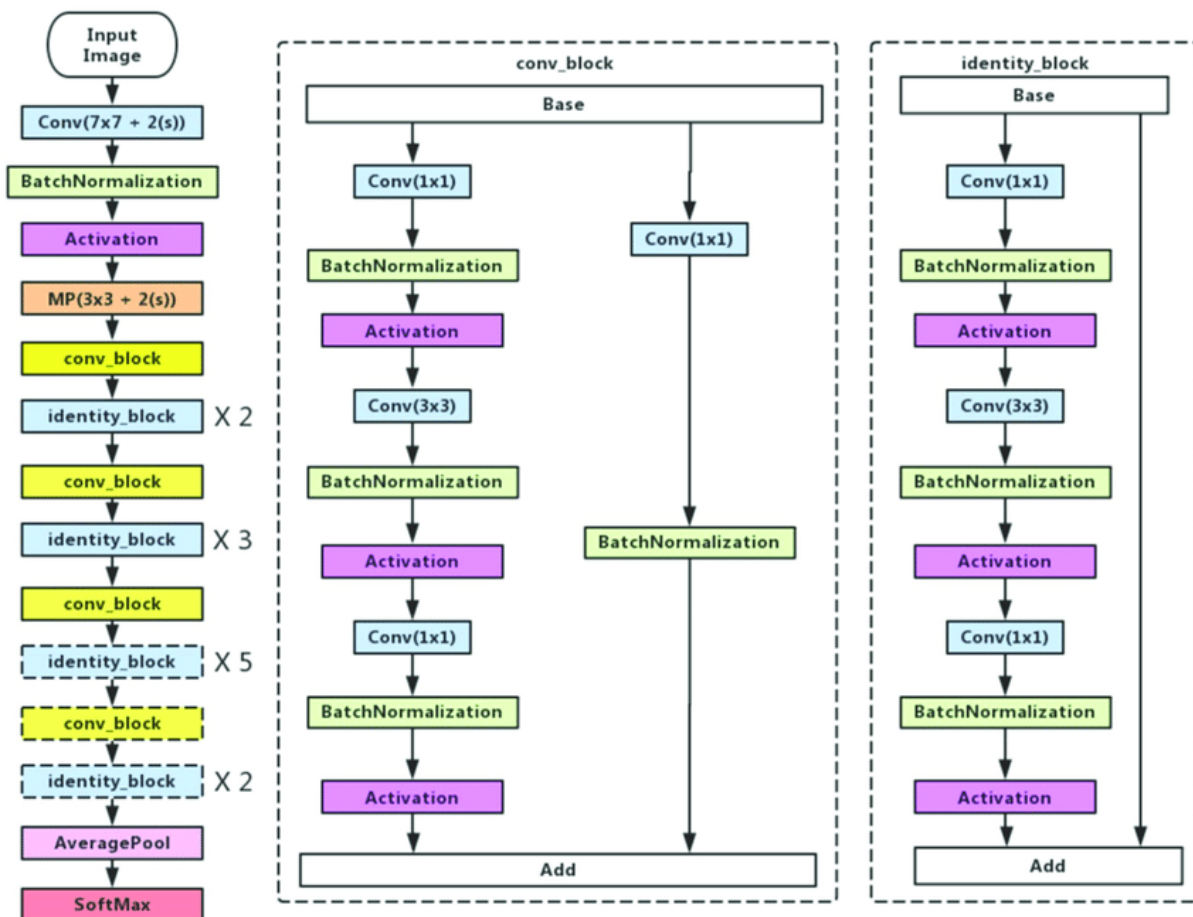 Input
Image
Conv(7x7 + 2(s))
BatchNormalization
Activation
MP(3x3 + 2(s))
conv_block
identity_block X 2
conv_block
identity_block X 3
conv_block
identity_block X 5
conv_block
identity_block X 2
AveragePool
SoftMax
conv_block
Base
Conv(1x1)
BatchNormalization
Activation
Conv(3x3)
BatchNormalization
Activation
Conv(1x1)
BatchNormalization
Activation
Conv(1x1)
BatchNormalization
Add
identity_block
Base
Conv(1x1)
BatchNormalization
Activation
Conv(3x3)
BatchNormalization
Activation
Conv(1x1)
BatchNormalization
Activation
Add